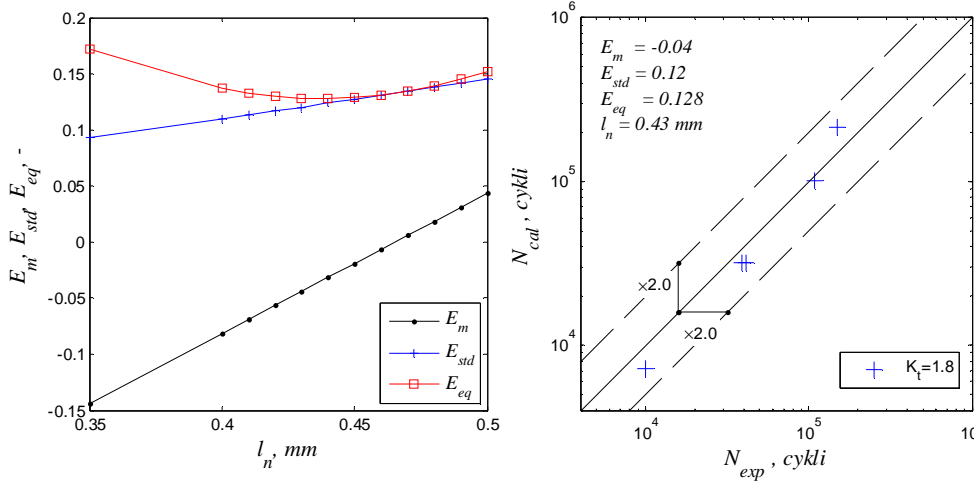 0.2
0.15
0.1
0.05
0
-0.05
-0.1
-0.15
E_m, E_std, E_eq, -
0.35
0.4
0.45
0.5
l_n, mm
E_m
E_std
E_eq
10^6
10^5
10^4
N_cal , cykli
E_m = -0.04
E_std = 0.12
E_eq = 0.128
l_n = 0.43 mm
×2.0
×2.0
K_t=1.8
10^4
10^5
10^6
N_exp , cykli